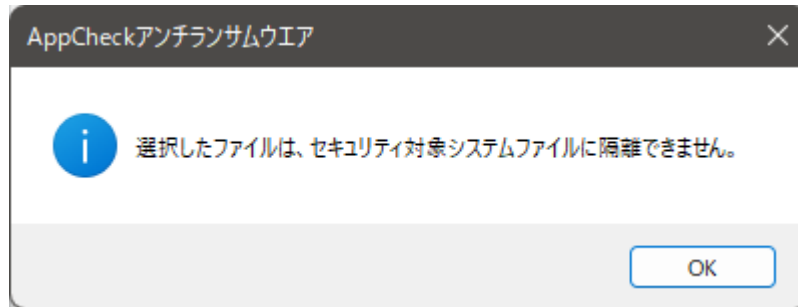 AppCheckアンチランサムウエア
選択したファイルは、セキュリティ対象システムファイルに隔離できません。
OK